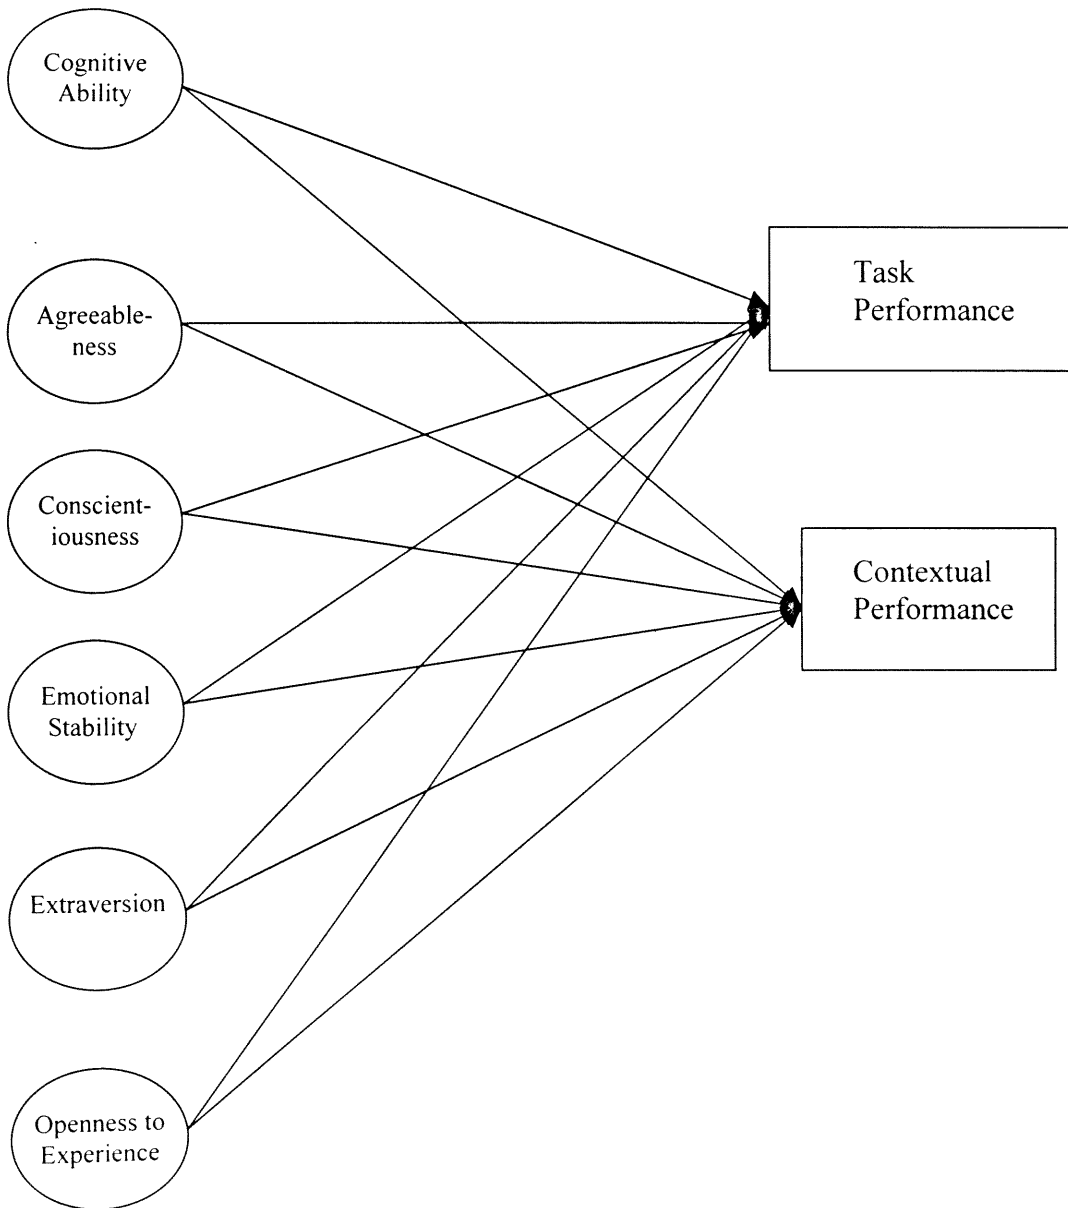 Cognitive
Ability
Task
Performance
Agreeable-
ness
Conscient-
iousness
Contextual
Performance
Emotional
Stability
Extraversion
Openness to
Experience